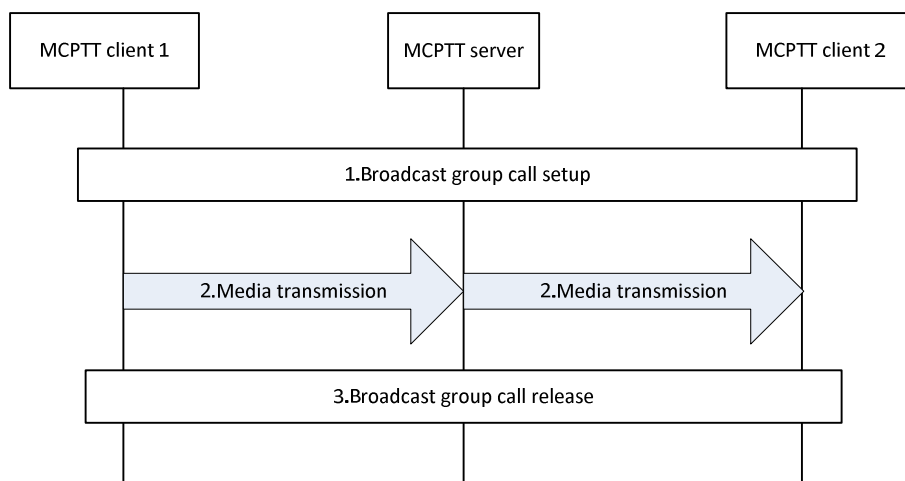 MCPTT client 1
MCPTT server
MCPTT client 2
1.Broadcast group call setup
2.Media transmission
2.Media transmission
3.Broadcast group call release